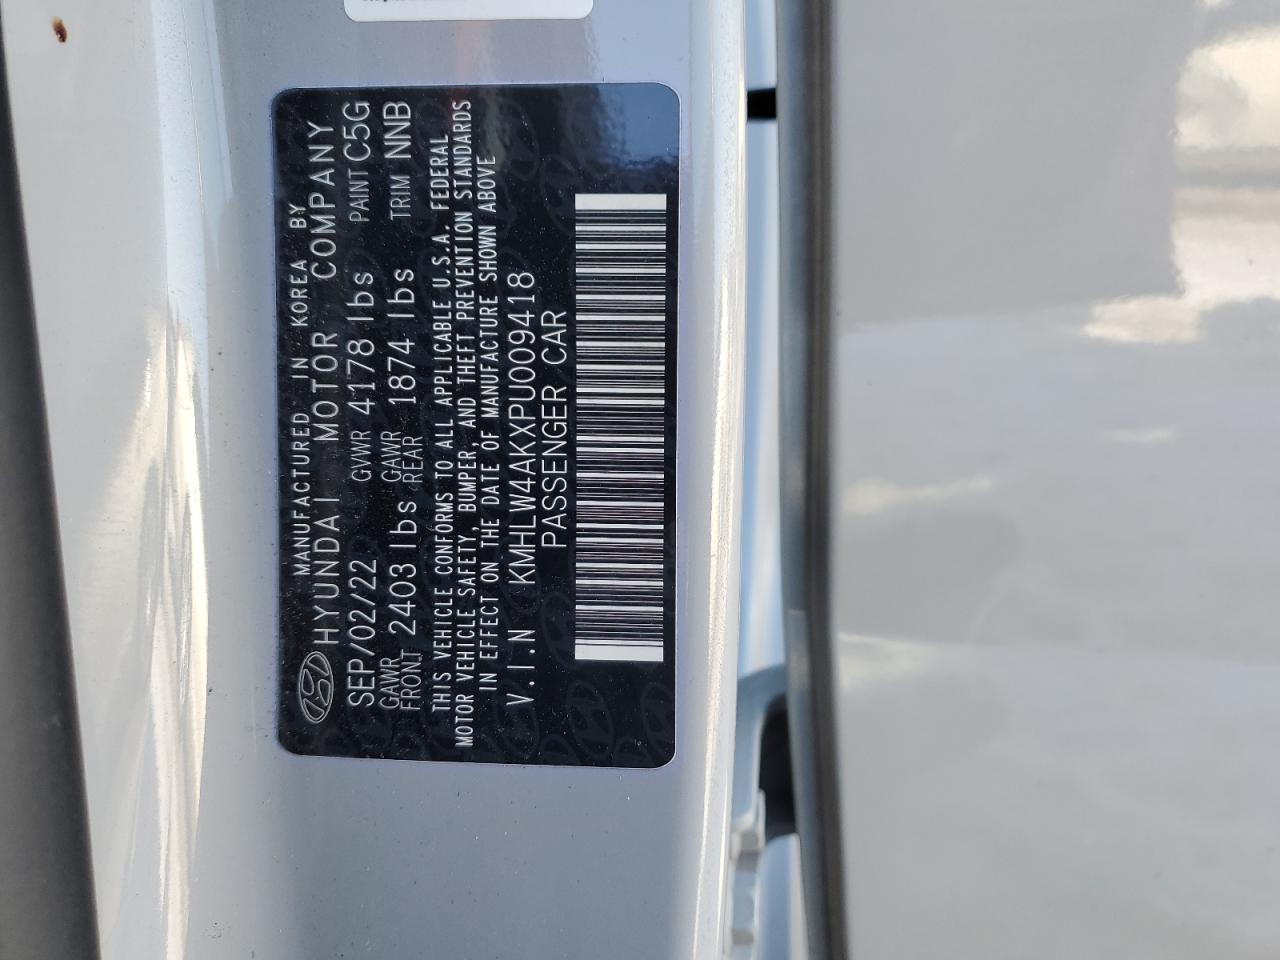 MANUFACTURED IN KOREA BY
HYUNDAI MOTOR COMPANY
SEP/02/22 GVWR 4178 lbs PAINT C5G
GAWR FRONT 2403 lbs GAWR REAR 1874 lbs TRIM NNB
THIS VEHICLE CONFORMS TO ALL APPLICABLE U.S.A. FEDERAL
MOTOR VEHICLE SAFETY, BUMPER, AND THEFT PREVENTION STANDARDS
IN EFFECT ON THE DATE OF MANUFACTURE SHOWN ABOVE
V.I.N KMHLW4AKXPU009418
PASSENGER CAR